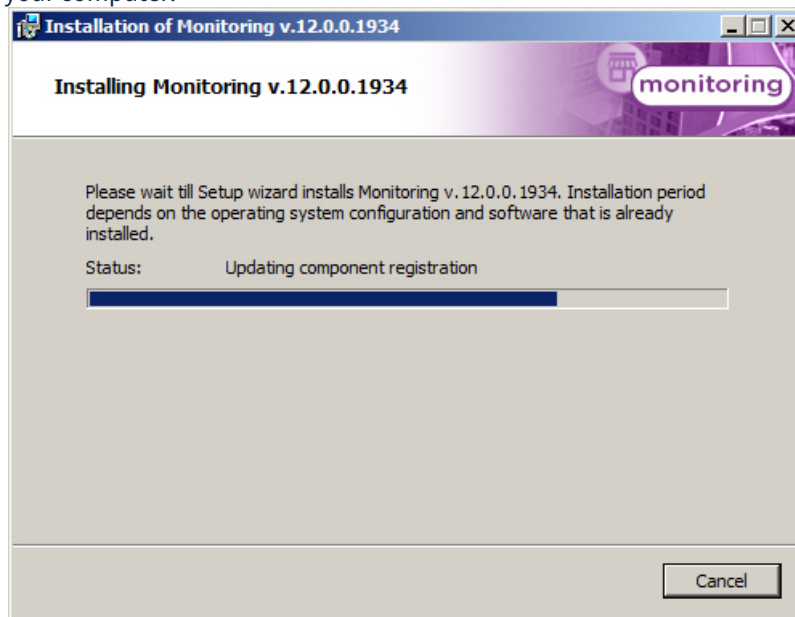 your computer.
Installation of Monitoring v.12.0.0.1934
Installing Monitoring v.12.0.0.1934
monitoring
Please wait till Setup wizard installs Monitoring v.12.0.0.1934. Installation period
depends on the operating system configuration and software that is already
installed.
Status: Updating component registration
Cancel